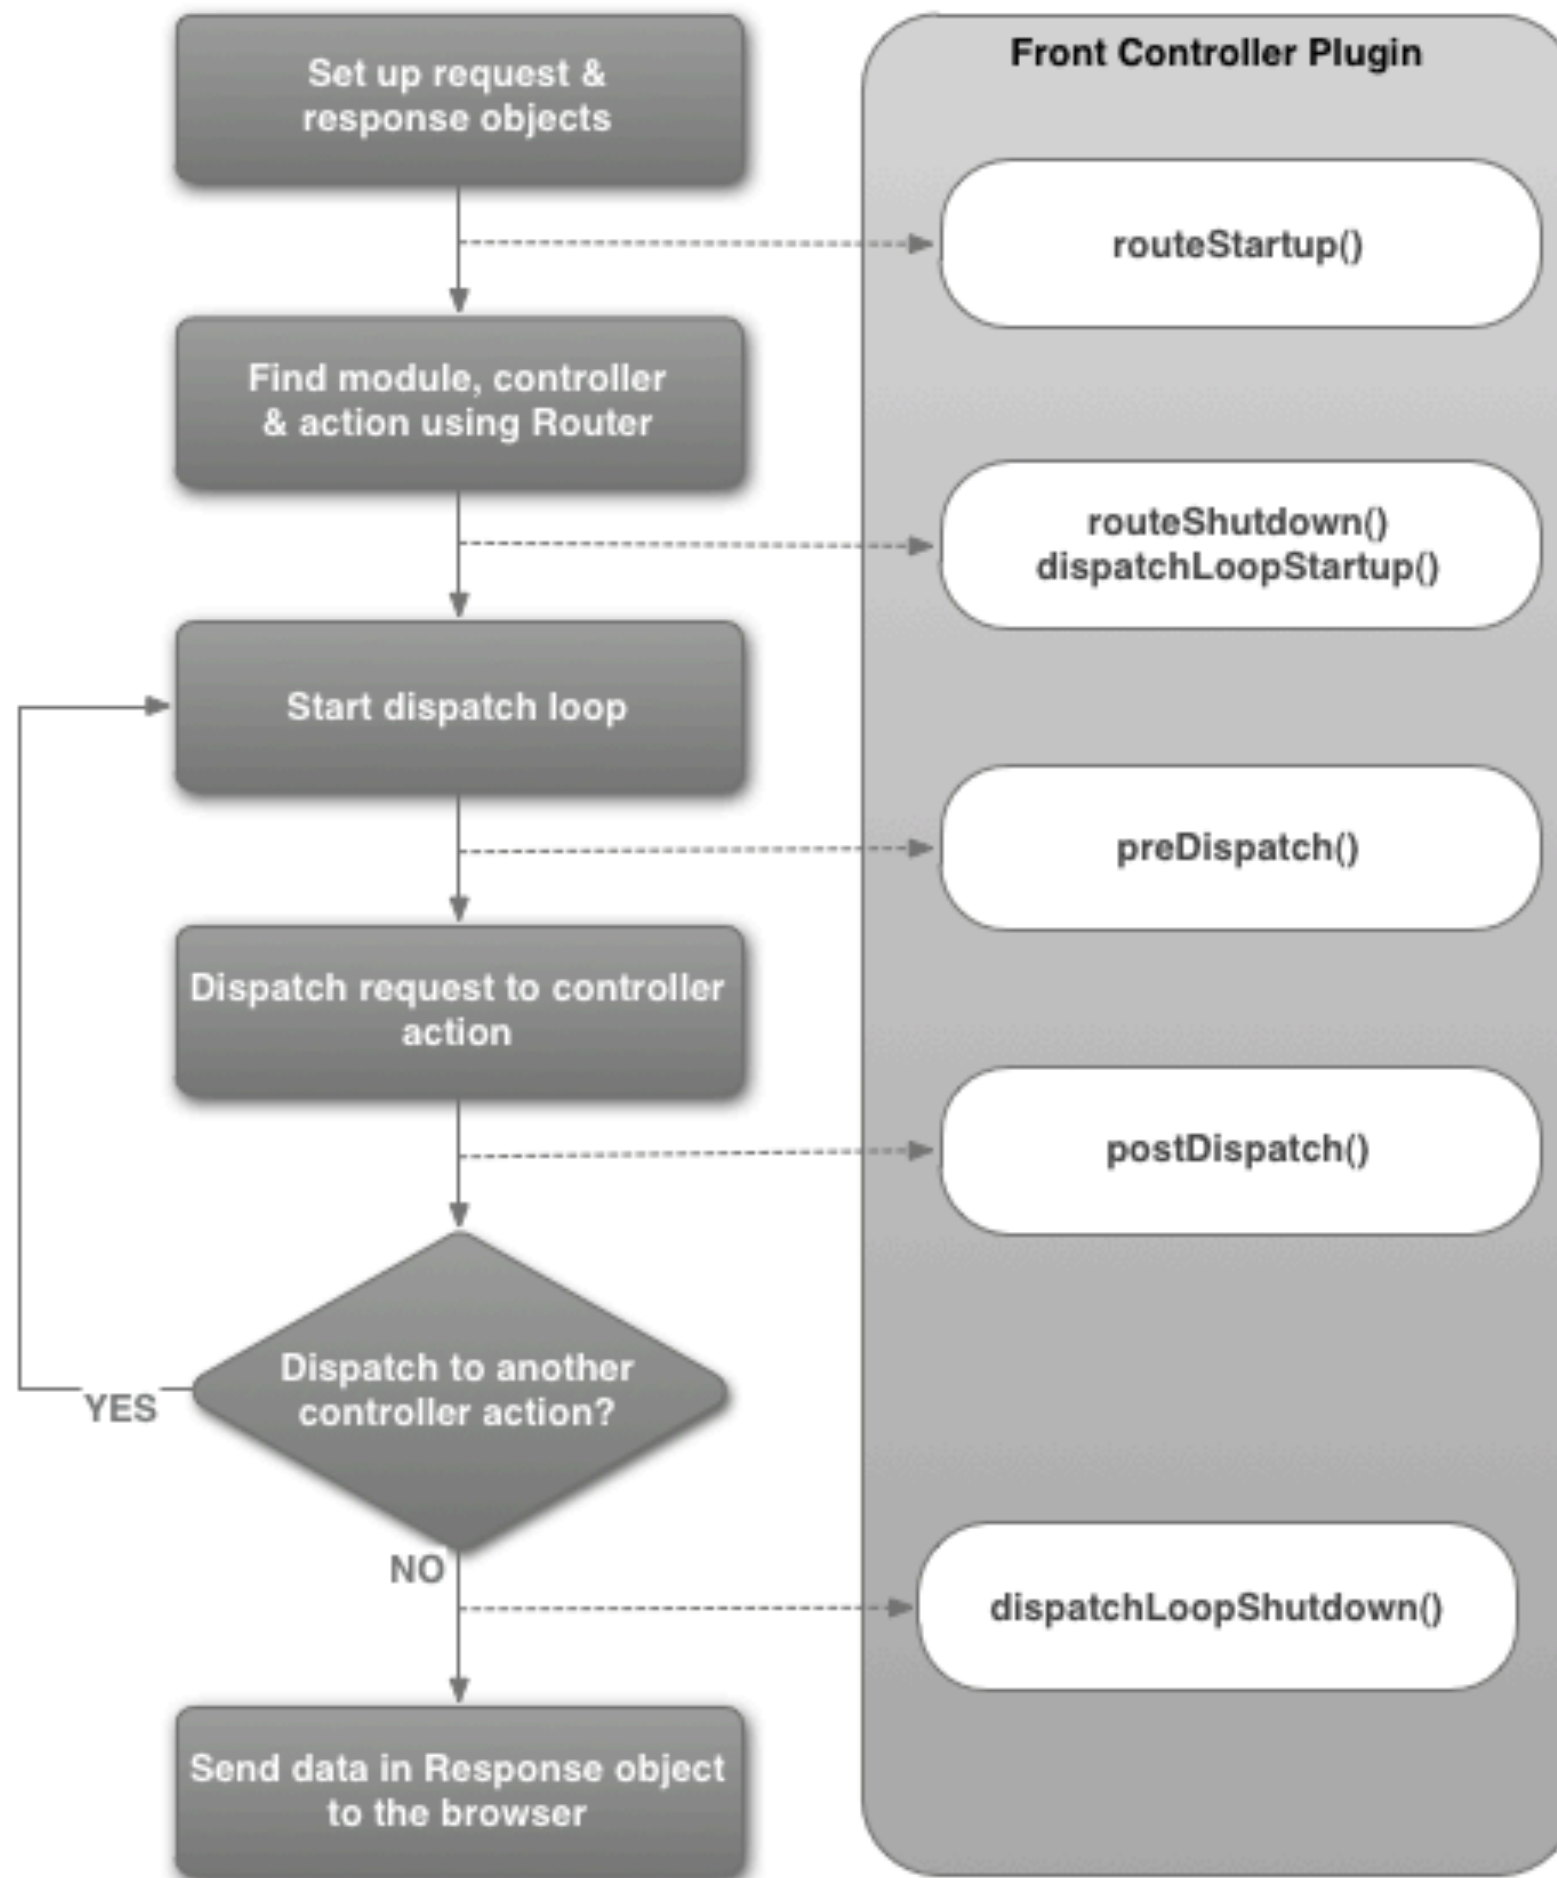 Front Controller Plugin
Set up request &
response objects
routeStartup()
Find module, controller
& action using Router
routeShutdown()
dispatchLoopStartup()
Start dispatch loop
preDispatch()
Dispatch request to controller
action
postDispatch()
Dispatch to another
controller action?
YES
NO
dispatchLoopShutdown()
Send data in Response object
to the browser